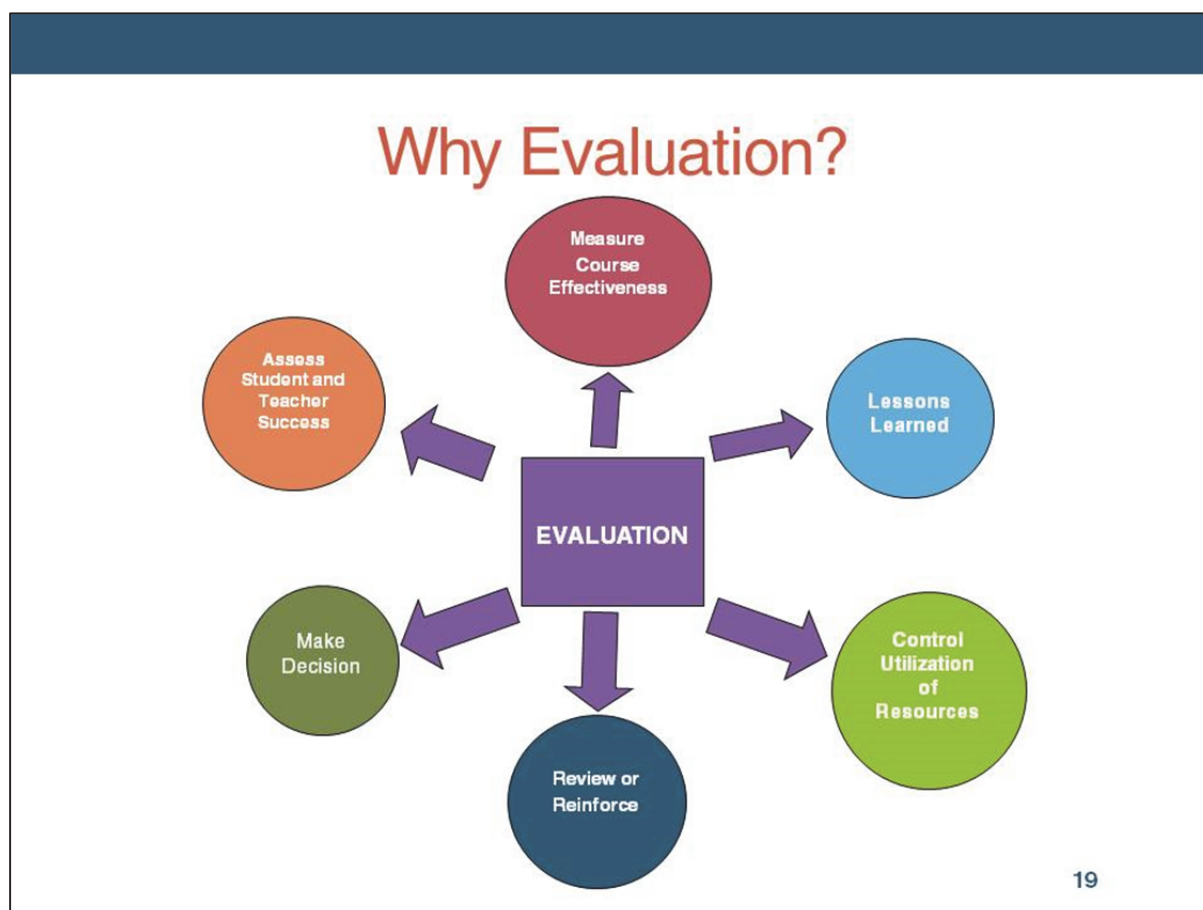 Why Evaluation?
Measure
Course
Effectiveness
Assess
Student and
Teacher
Success
Lessons
Learned
EVALUATION
Make
Decision
Control
Utilization
of
Resources
Review or
Reinforce
19